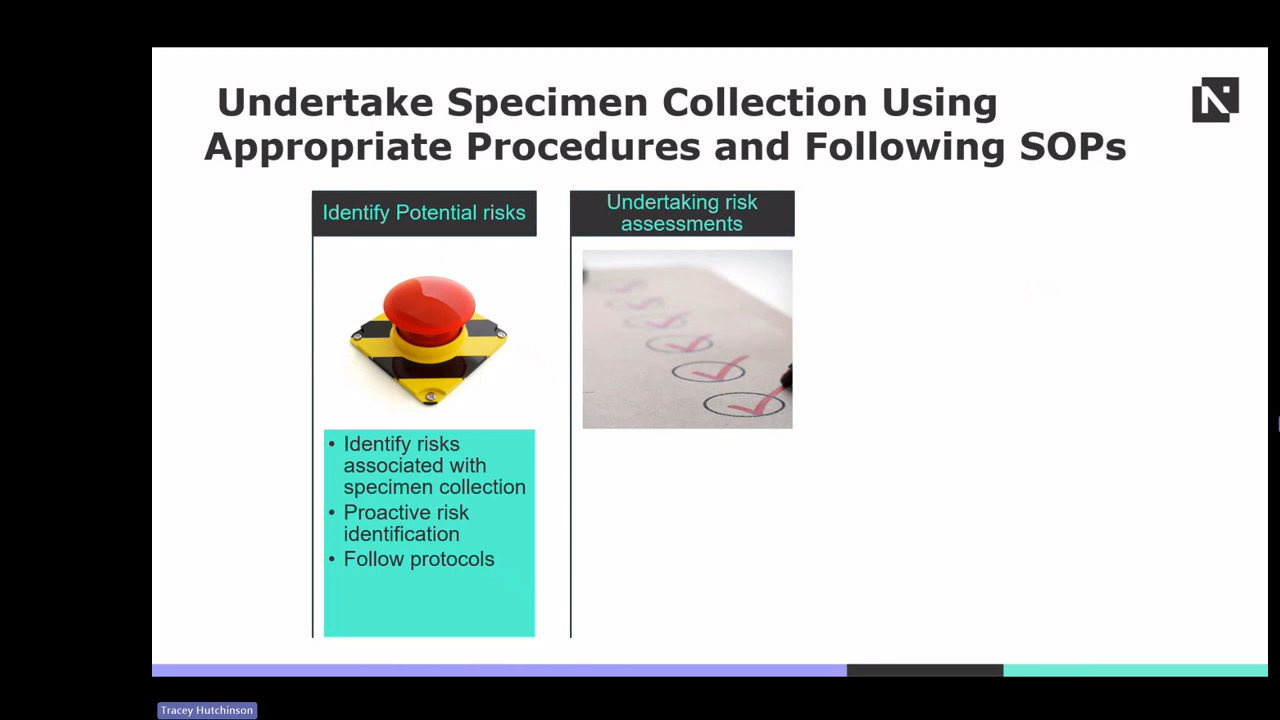 Undertake Specimen Collection Using
Appropriate Procedures and Following SOPs
Identify Potential risks
• Identify risks
associated with
specimen collection
• Proactive risk
identification
• Follow protocols
Undertaking risk
assessments
Tracey Hutchinson